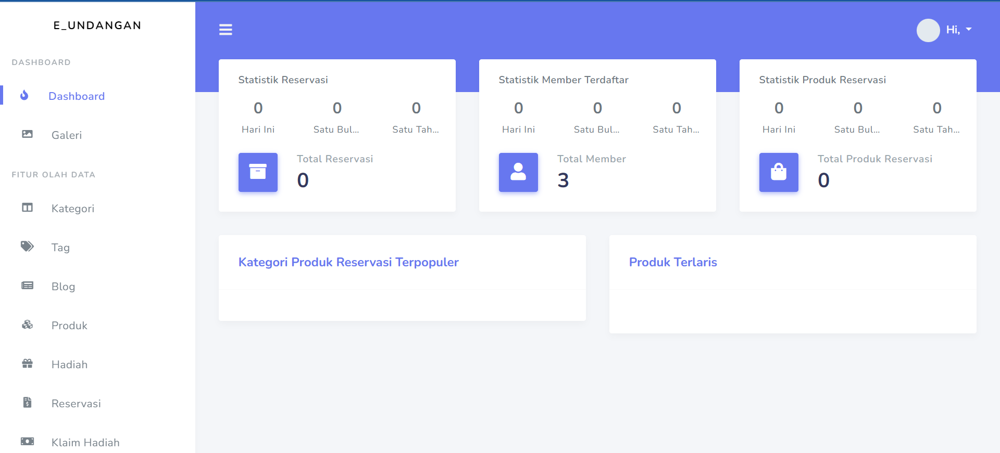 E_UNDANGAN
Hi,
DASHBOARD
Dashboard
Galeri
FITUR OLAH DATA
Kategori
Tag
Blog
Produk
Hadiah
Reservasi
Klaim Hadiah
Statistik Reservasi
0 0 0
Hari Ini Satu Bul... Satu Tah...
Total Reservasi
0
Statistik Member Terdaftar
0 0 0
Hari Ini Satu Bul... Satu Tah...
Total Member
3
Statistik Produk Reservasi
0 0 0
Hari Ini Satu Bul... Satu Tah...
Total Produk Reservasi
0
Kategori Produk Reservasi Terpopuler
Produk Terlaris